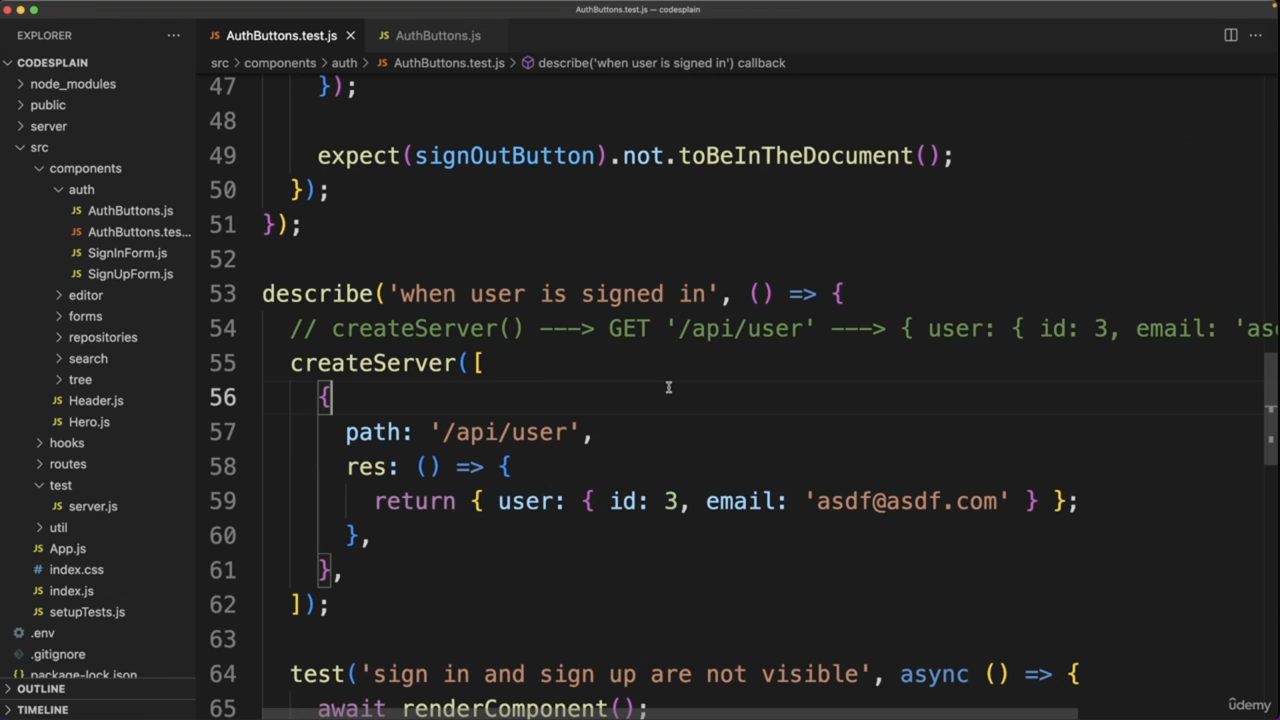 AuthButtons.test.js — codesplain
EXPLORER
AuthButtons.test.js
AuthButtons.js
CODESPLAIN
src > components > auth > AuthButtons.test.js > describe('when user is signed in') callback
node_modules
public
server
src
components
auth
AuthButtons.js
AuthButtons.tes...
SignInForm.js
SignUpForm.js
editor
forms
repositories
search
tree
Header.js
Hero.js
hooks
routes
test
server.js
util
App.js
index.css
index.js
setupTests.js
.env
.gitignore
package-lock.json
OUTLINE
TIMELINE
47 });
48
49 expect(signOutButton).not.toBeInTheDocument();
50 });
51 });
52
53 describe('when user is signed in', () => {
54 // createServer() ---> GET '/api/user' ---> { user: { id: 3, email: 'as
55 createServer([
56 {
57 path: '/api/user',
58 res: () => {
59 return { user: { id: 3, email: 'asdf@asdf.com' } };
60 },
61 },
62 ]);
63
64 test('sign in and sign up are not visible', async () => {
65 await renderComponent();
ûdemy